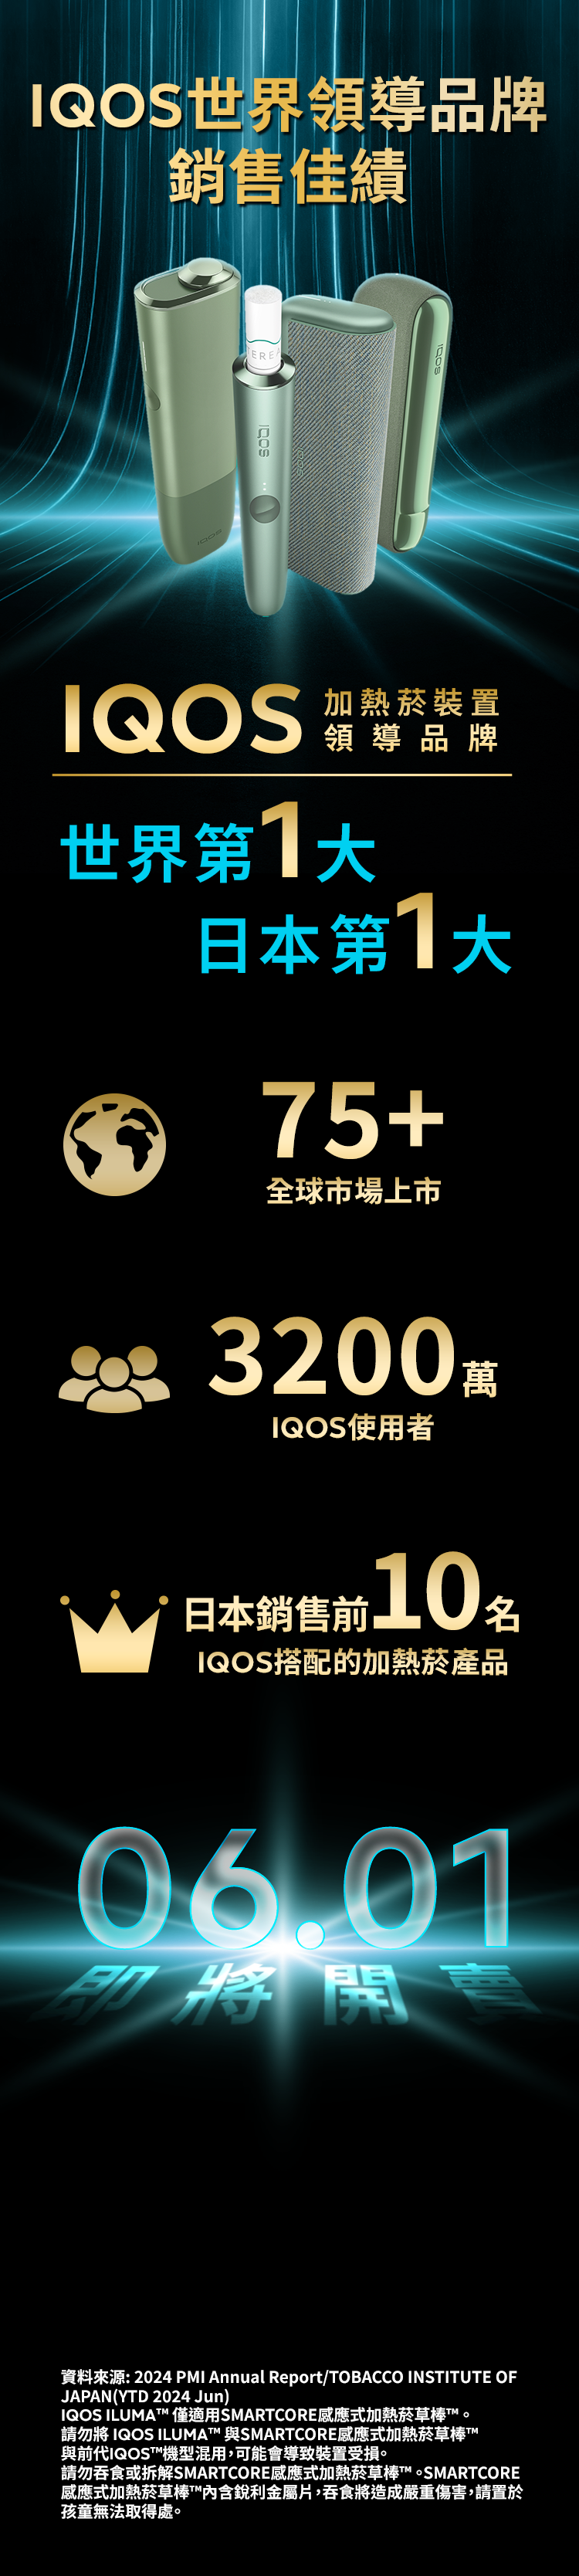 IQOS世界領導品牌
銷售佳績
IQOS
IQOS
IQOS
IQOS 加熱菸裝置
領導品牌
世界第1大
日本第1大
75+
全球市場上市
3200萬
IQOS使用者
日本銷售前10名
IQOS搭配的加熱菸產品
06.01
即將開賣
資料來源: 2024 PMI Annual Report/TOBACCO INSTITUTE OF
JAPAN(YTD 2024 Jun)
IQOS ILUMA™ 僅適用SMARTCORE感應式加熱菸草棒™。
請勿將 IQOS ILUMA™ 與SMARTCORE感應式加熱菸草棒™
與前代IQOS™機型混用，可能會導致裝置受損。
請勿吞食或拆解SMARTCORE感應式加熱菸草棒™。SMARTCORE
感應式加熱菸草棒™內含銳利金屬片，吞食將造成嚴重傷害，請置於
孩童無法取得處。